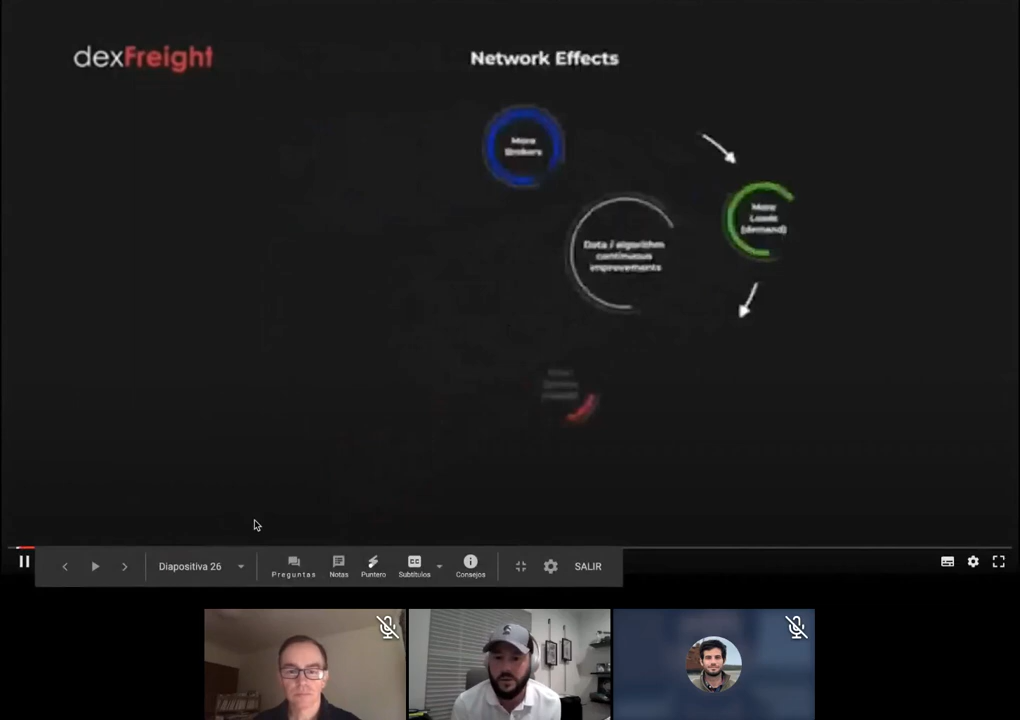 dexFreight
Network Effects
More
Brokers
More
Loads
(demand)
Data / algorithm
continuous
improvements
Diapositiva 26
Preguntas
Notas
Puntero
Subtítulos
Consejos
SALIR